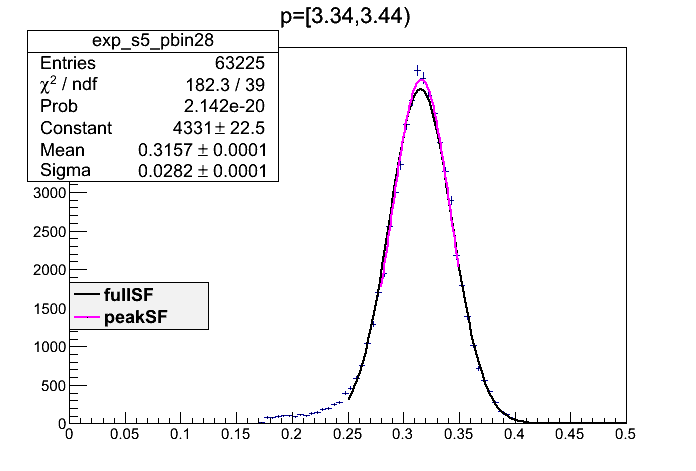 p=[3.34,3.44)
exp_s5_pbin28
Entries 63225
χ² / ndf 182.3 / 39
Prob 2.142e-20
Constant 4331 ± 22.5
Mean 0.3157 ± 0.0001
Sigma 0.0282 ± 0.0001
3000
2500
2000
1500
1000
500
0
fullSF
peakSF
0 0.05 0.1 0.15 0.2 0.25 0.3 0.35 0.4 0.45 0.5